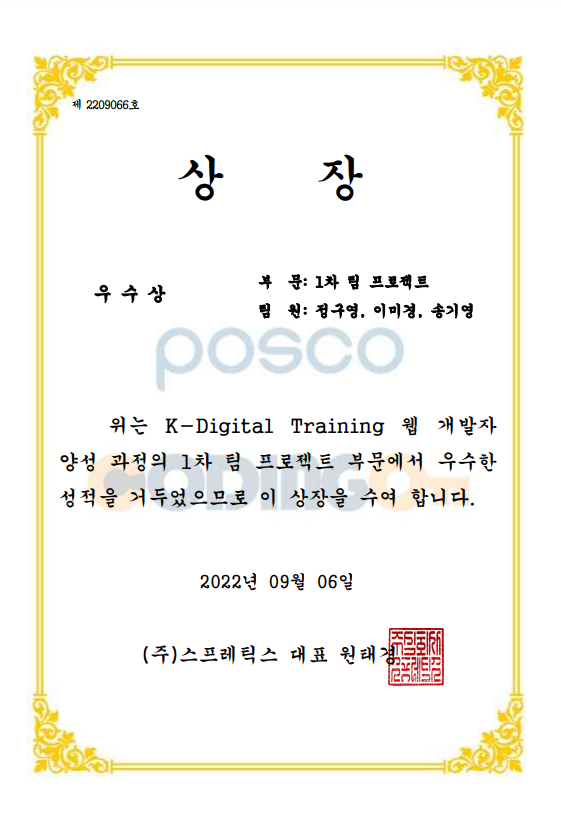 제 2209066호
상 장
우수상
부 문: 1차 팀 프로젝트
팀 원: 정구영, 이미경, 송기영
posco
위는 K-Digital Training 웹 개발자
양성 과정의 1차 팀 프로젝트 부문에서 우수한
CODINGOn
성적을 거두었으므로 이 상장을 수여 합니다.
2022년 09월 06일
(주)스프레틱스 대표 원태경